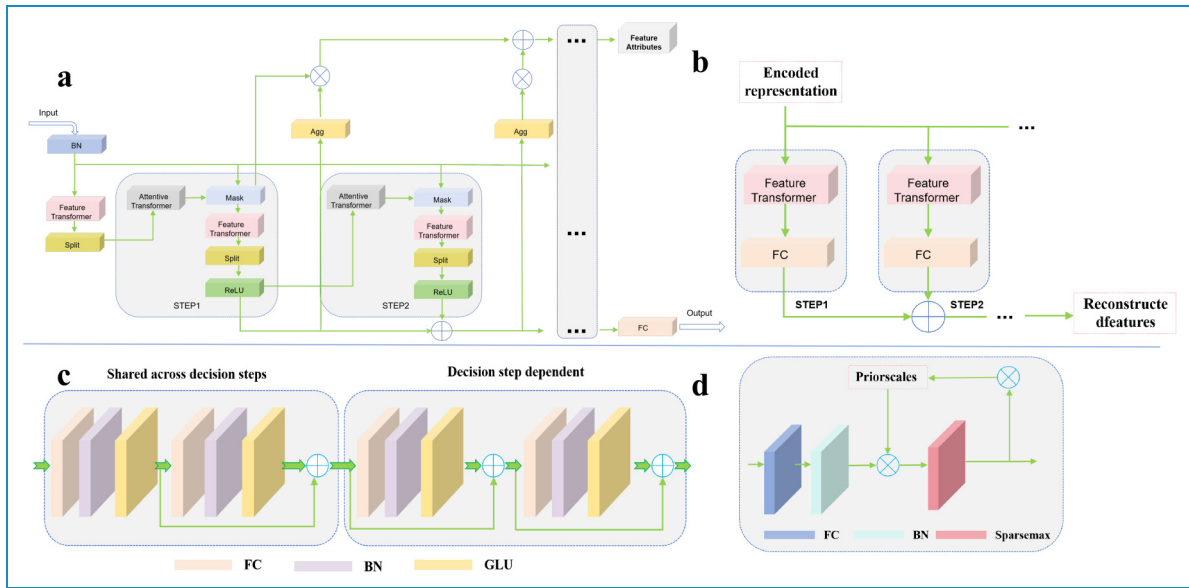 a
Input
BN
Feature
Transformer
Split
Attentive
Transformer
Mask
Feature
Transformer
Split
ReLU
STEP1
Agg
Attentive
Transformer
Mask
Feature
Transformer
Split
ReLU
STEP2
Agg
...
...
...
Feature
Attributes
FC
Output
b
Encoded
representation
...
Feature
Transformer
FC
STEP1
Feature
Transformer
FC
STEP2
...
Reconstructe
dfeatures
c
Shared across decision steps
Decision step dependent
FC
BN
GLU
d
Priorscales
FC
BN
Sparsemax